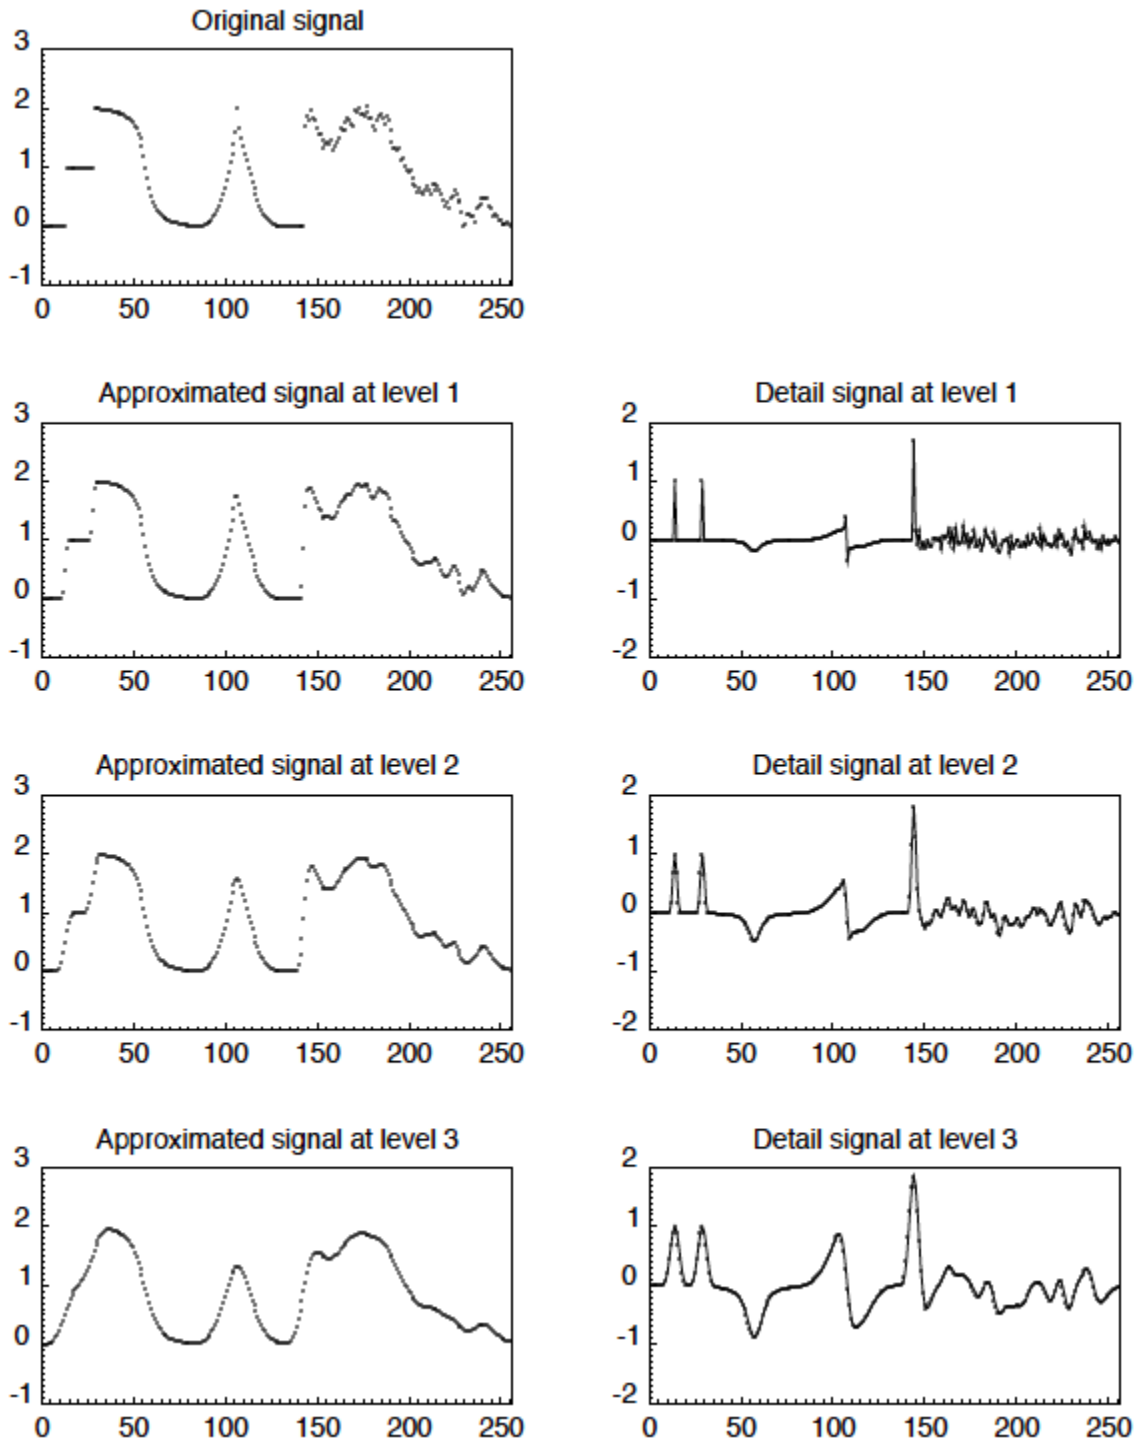 Original signal
3
2
1
0
-1
0 50 100 150 200 250
Approximated signal at level 1
3
2
1
0
-1
0 50 100 150 200 250
Detail signal at level 1
2
1
0
-1
-2
0 50 100 150 200 250
Approximated signal at level 2
3
2
1
0
-1
0 50 100 150 200 250
Detail signal at level 2
2
1
0
-1
-2
0 50 100 150 200 250
Approximated signal at level 3
3
2
1
0
-1
0 50 100 150 200 250
Detail signal at level 3
2
1
0
-1
-2
0 50 100 150 200 250